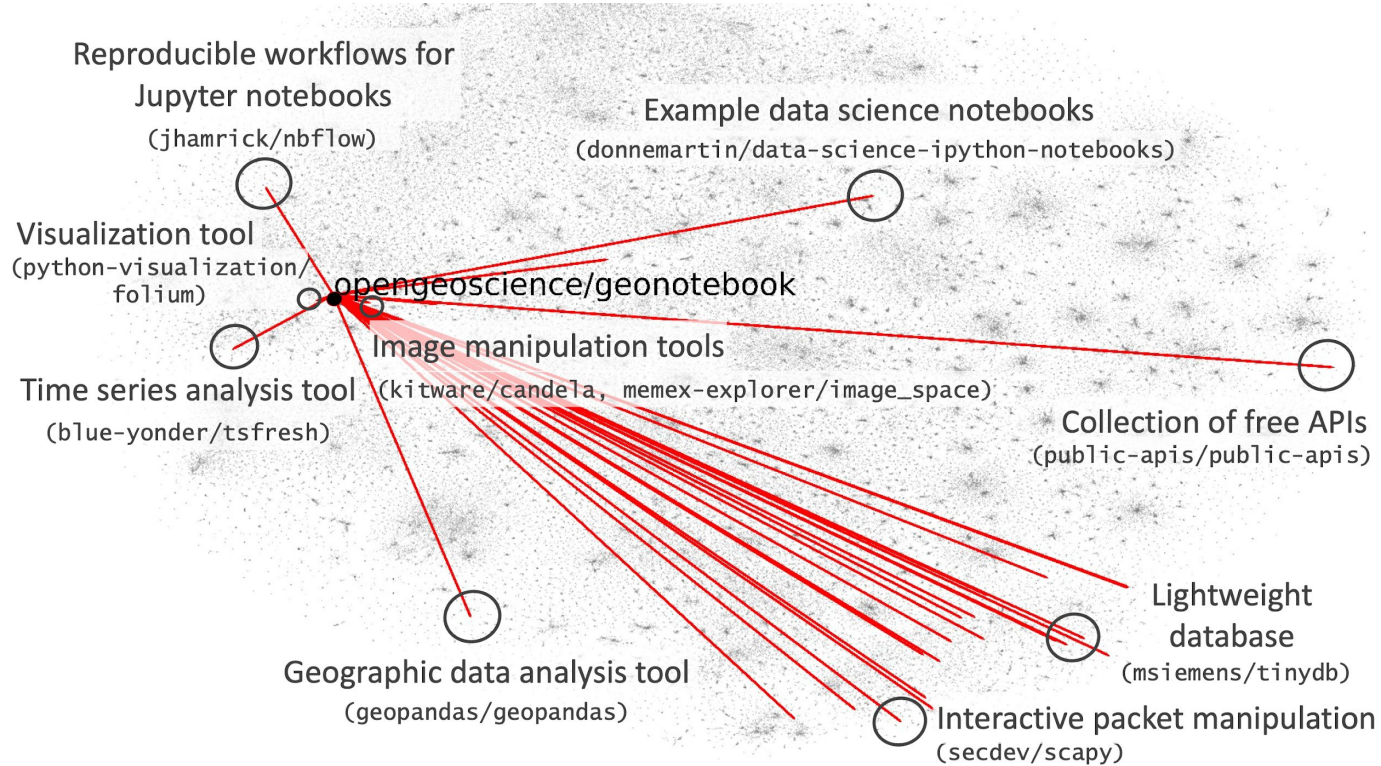 Reproducible workflows for
Jupyter notebooks
(jhamrick/nbflow)
Example data science notebooks
(donnemartin/data-science-ipython-notebooks)
Visualization tool
(python-visualization/
folium)
opengeoscience/geonotebook
Image manipulation tools
(kitware/candela, memex-explorer/image_space)
Time series analysis tool
(blue-yonder/tsfresh)
Collection of free APIs
(public-apis/public-apis)
Geographic data analysis tool
(geopandas/geopandas)
Lightweight
database
(msiemens/tinydb)
Interactive packet manipulation
(secdev/scapy)